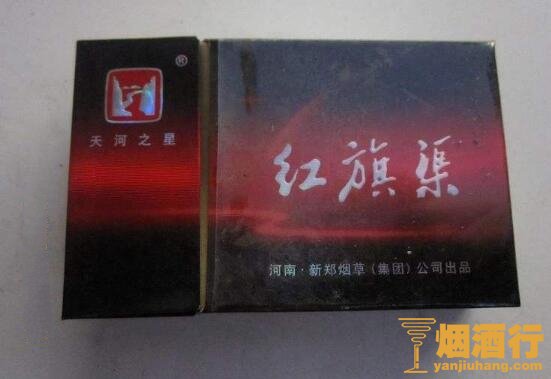 ®
天河之星
红旗渠
河南·新郑烟草(集团)公司出品
烟酒行
yanjiuhang.com